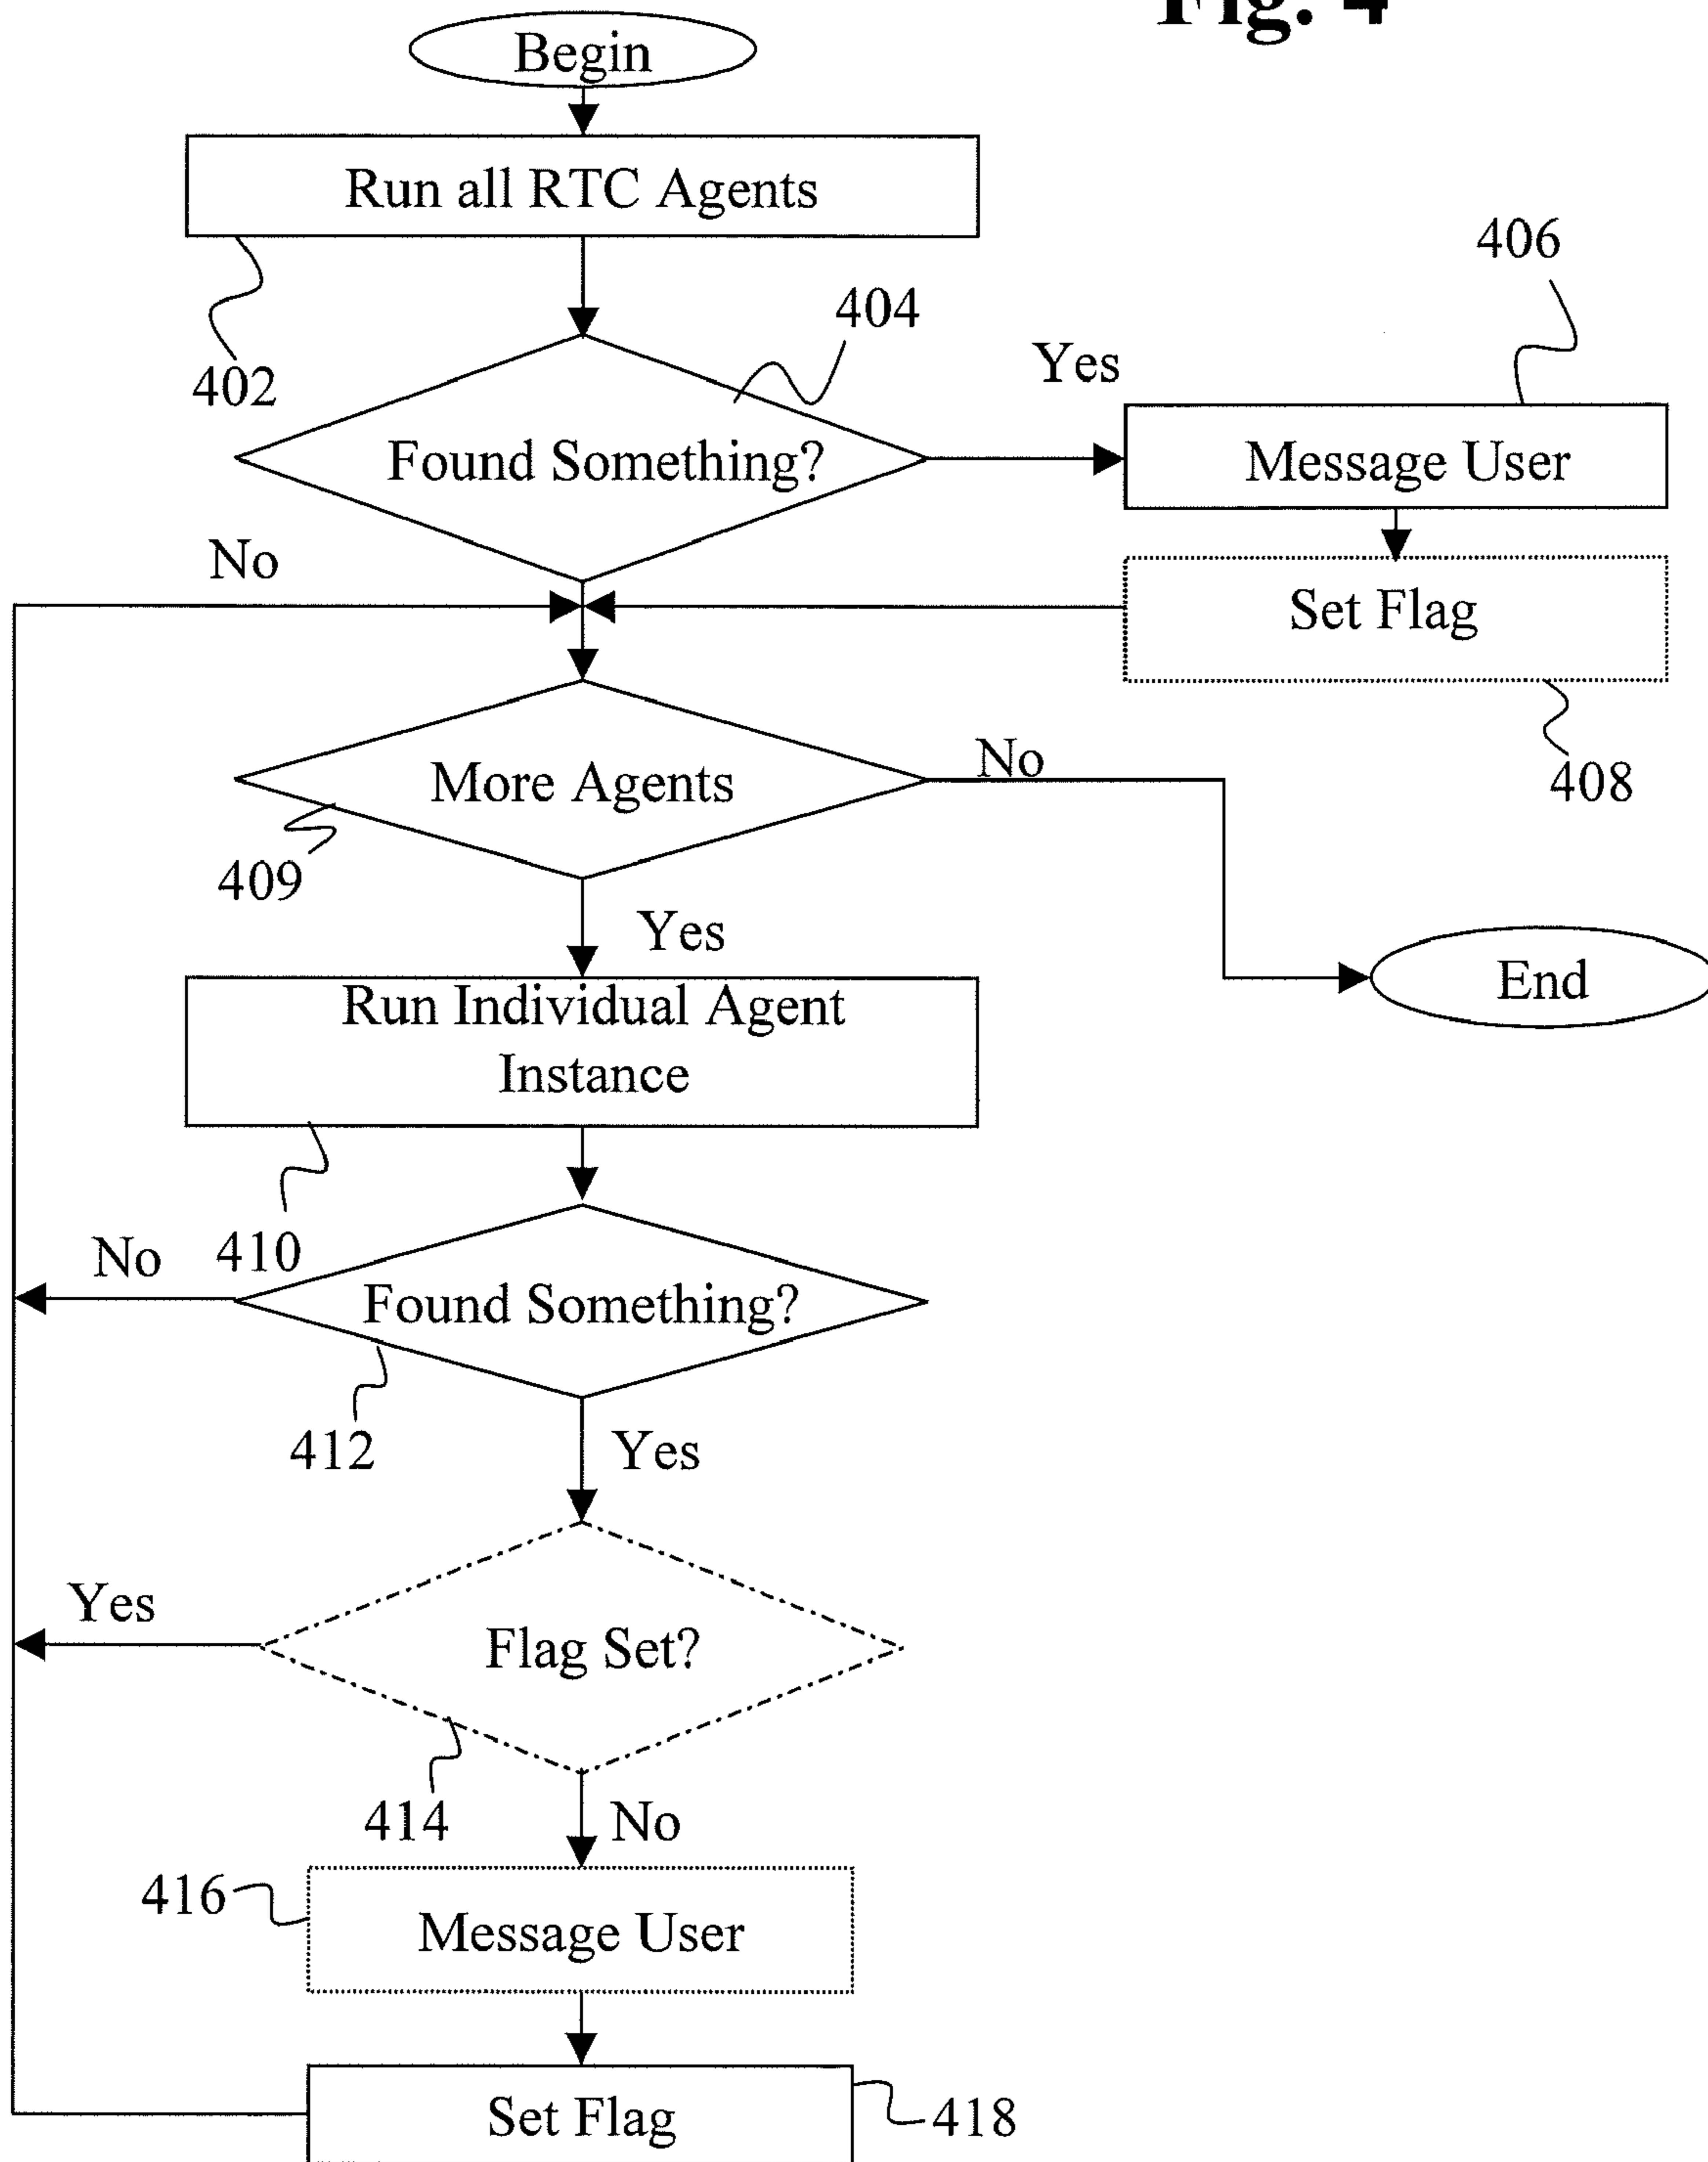 Fig. 4
Begin
Run all RTC Agents
402
404
406
Found Something?
Yes
Message User
No
Set Flag
408
More Agents
No
409
Yes
End
Run Individual Agent
Instance
410
No
Found Something?
412
Yes
Yes
Flag Set?
414
No
416
Message User
Set Flag
418